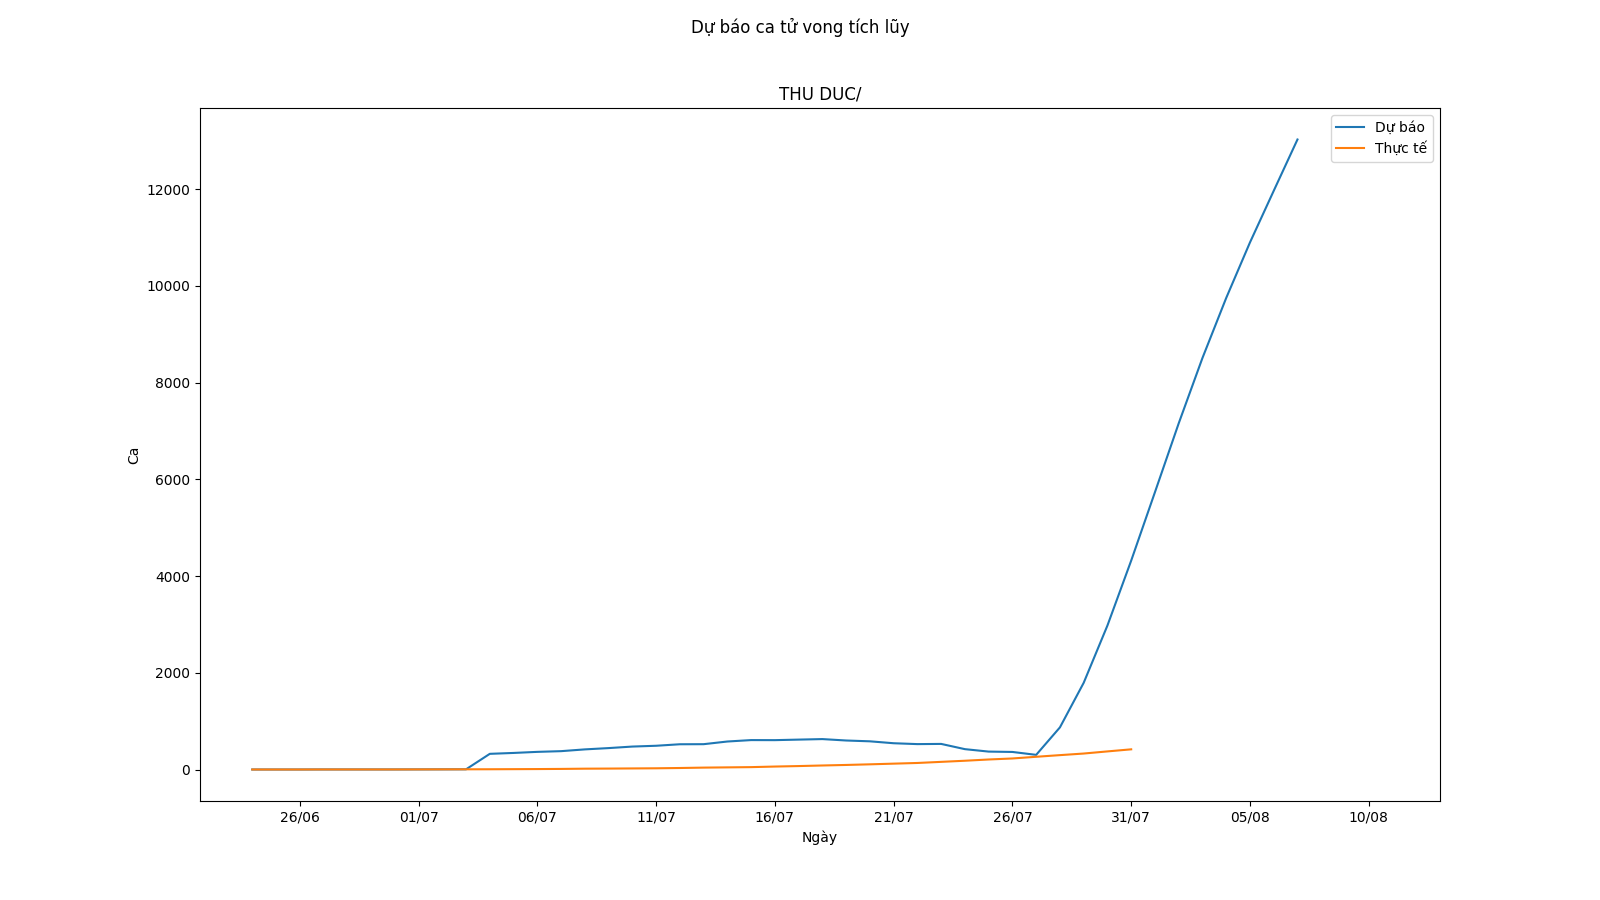 Dự báo ca tử vong tích lũy
THU DUC/
Dự báo
Thực tế
12000
10000
8000
6000
4000
2000
0
Ca
26/06 01/07 06/07 11/07 16/07 21/07 26/07 31/07 05/08 10/08
Ngày